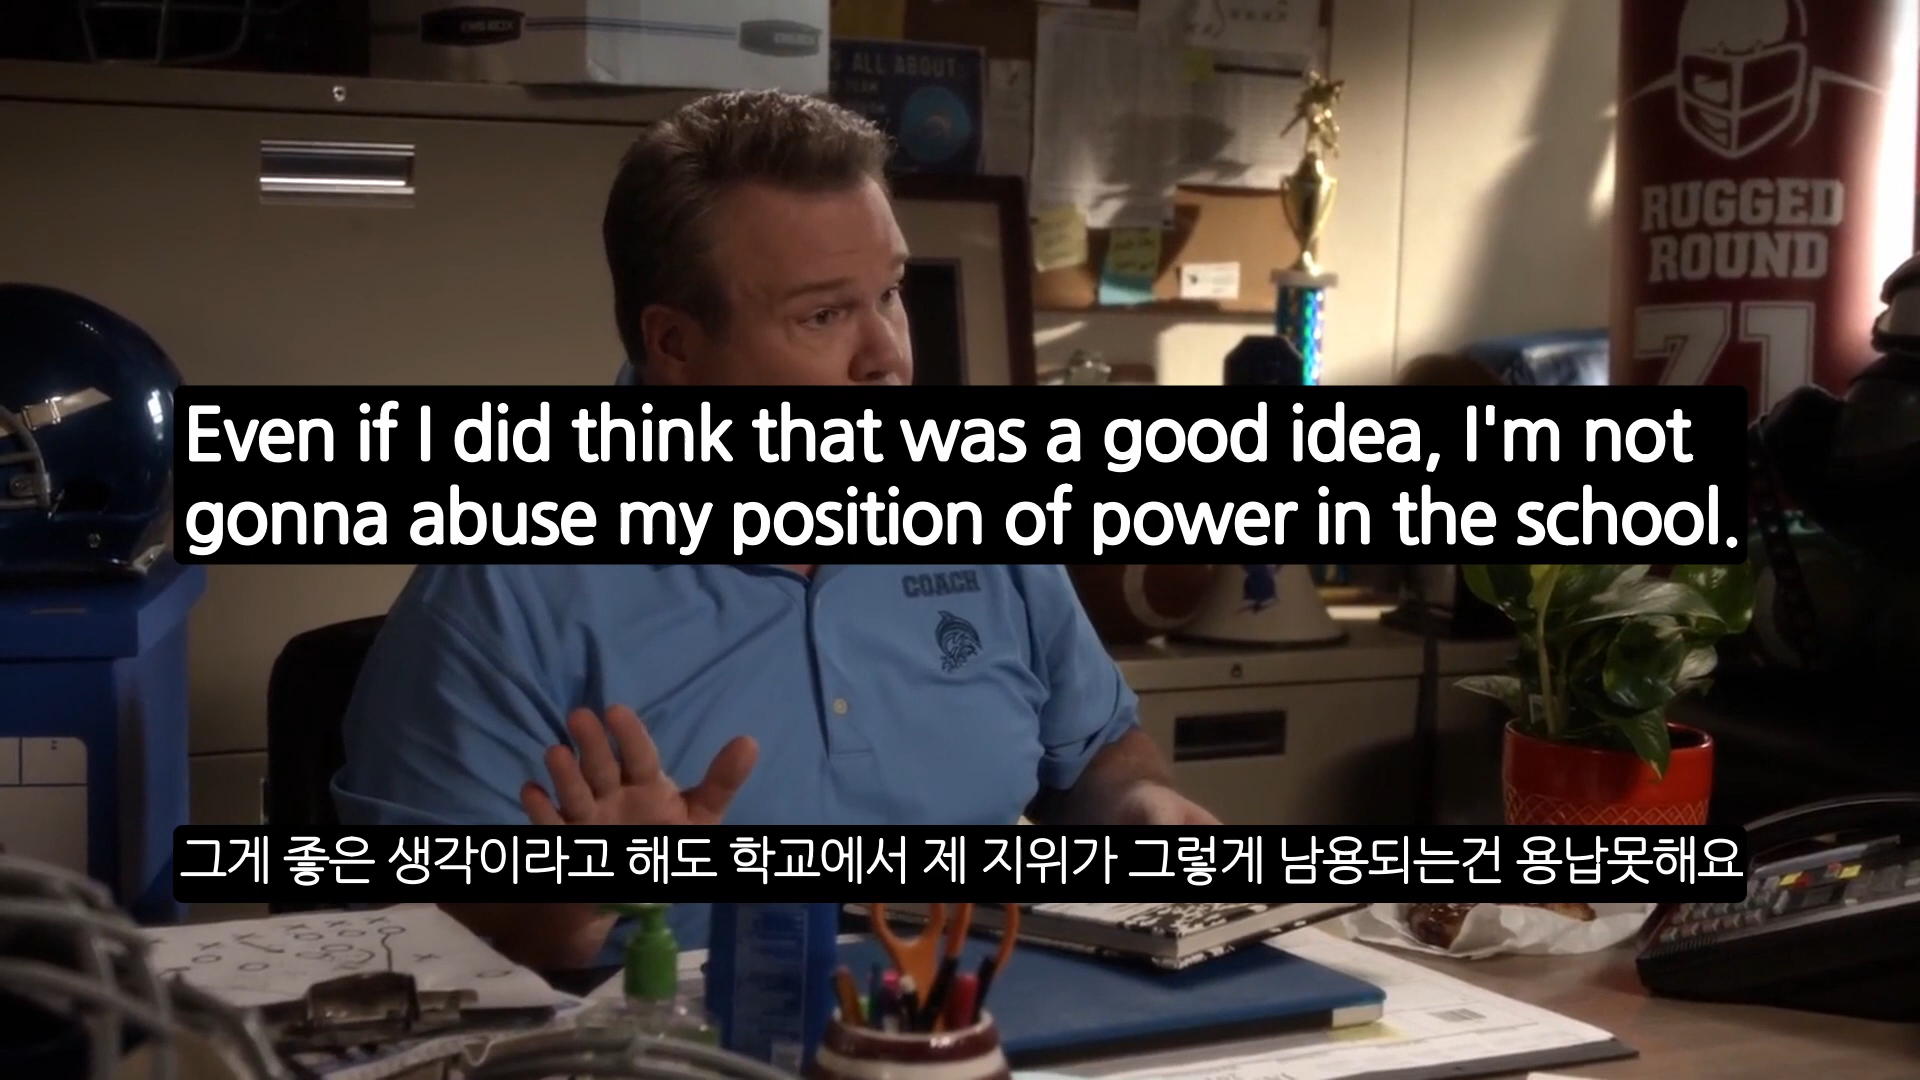 ALL ABOUT
TEAM
RUGGED
ROUND
71
Even if I did think that was a good idea, I'm not
gonna abuse my position of power in the school.
COACH
그게 좋은 생각이라고 해도 학교에서 제 지위가 그렇게 남용되는건 용납못해요